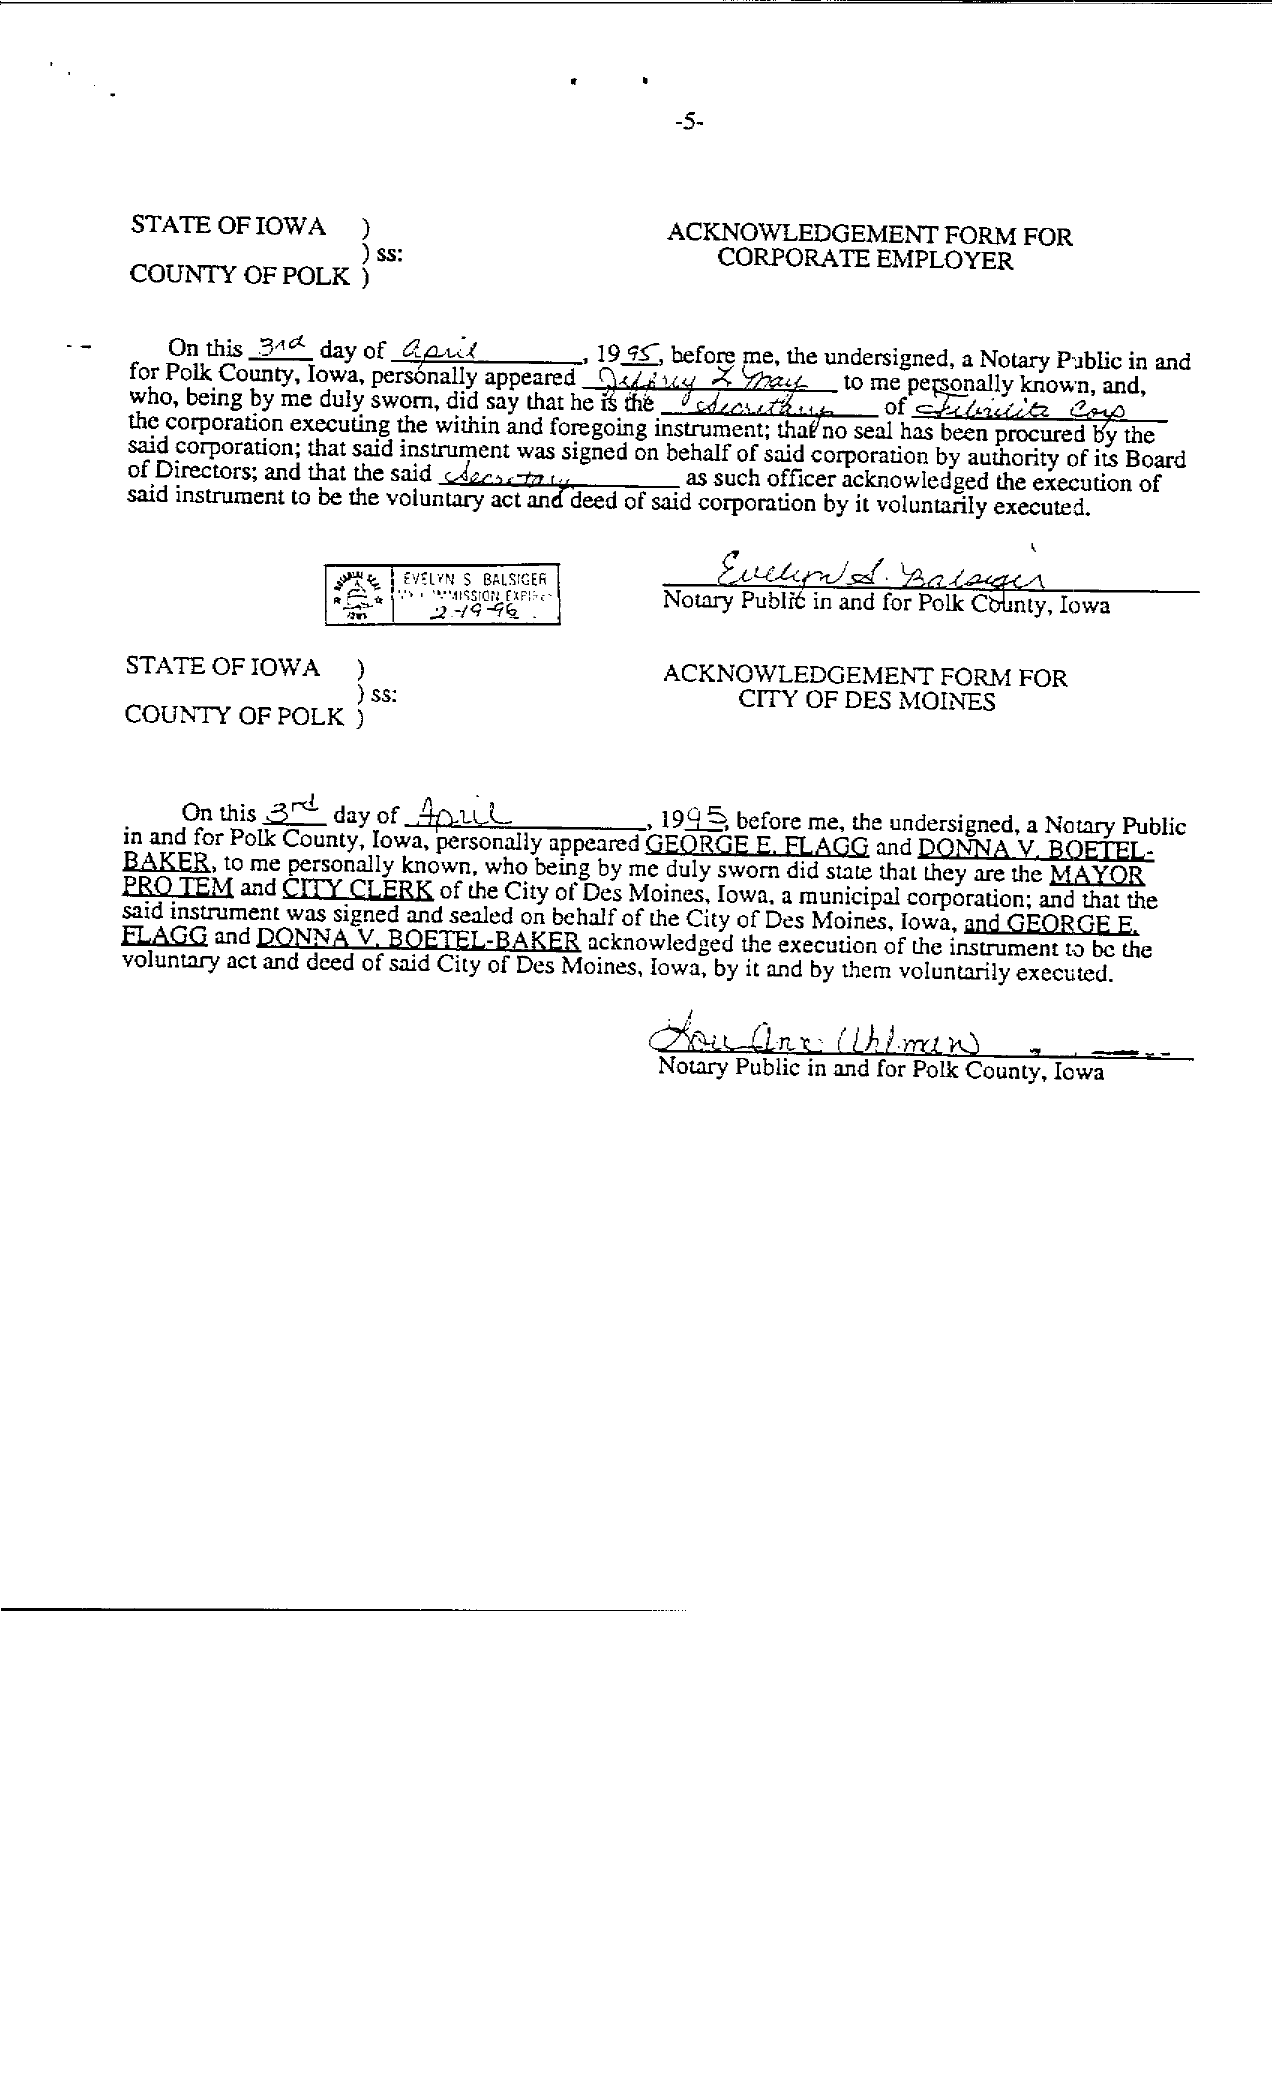 -5-
STATE OF IOWA )
) ss:
COUNTY OF POLK )
ACKNOWLEDGEMENT FORM FOR
CORPORATE EMPLOYER
On this 3rd day of April, 1995, before me, the undersigned, a Notary Public in and
for Polk County, Iowa, personally appeared Jeffrey L May to me personally known, and,
who, being by me duly sworn, did say that he is the Secretary of Corp
the corporation executing the within and foregoing instrument; that no seal has been procured by the
said corporation; that said instrument was signed on behalf of said corporation by authority of its Board
of Directors; and that the said Secretary as such officer acknowledged the execution of
said instrument to be the voluntary act and deed of said corporation by it voluntarily executed.
EVELYN S BALSIGER
COMMISSION EXPIRES
2-19-96
Evelyn S. Balsiger
Notary Public in and for Polk County, Iowa
STATE OF IOWA )
) ss:
COUNTY OF POLK )
ACKNOWLEDGEMENT FORM FOR
CITY OF DES MOINES
On this 3rd day of April, 1995, before me, the undersigned, a Notary Public
in and for Polk County, Iowa, personally appeared GEORGE E. FLAGG and DONNA V. BOETEL-
BAKER, to me personally known, who being by me duly sworn did state that they are the MAYOR
PRO TEM and CITY CLERK of the City of Des Moines, Iowa, a municipal corporation; and that the
said instrument was signed and sealed on behalf of the City of Des Moines, Iowa, and GEORGE E.
FLAGG and DONNA V. BOETEL-BAKER acknowledged the execution of the instrument to be the
voluntary act and deed of said City of Des Moines, Iowa, by it and by them voluntarily executed.
Lou Ann Uhlman
Notary Public in and for Polk County, Iowa